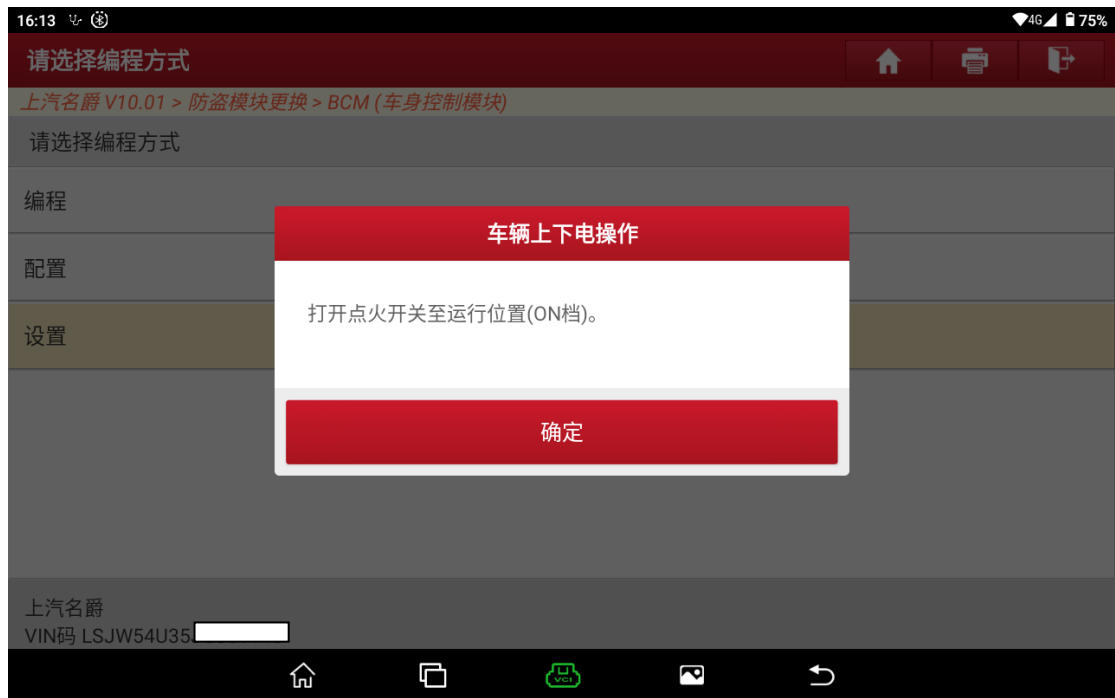 16:13
4G 75%
请选择编程方式
上汽名爵 V10.01 > 防盗模块更换 > BCM (车身控制模块)
请选择编程方式
编程
车辆上下电操作
配置
打开点火开关至运行位置(ON档)。
设置
确定
上汽名爵
VIN码 LSJW54U35
VCI